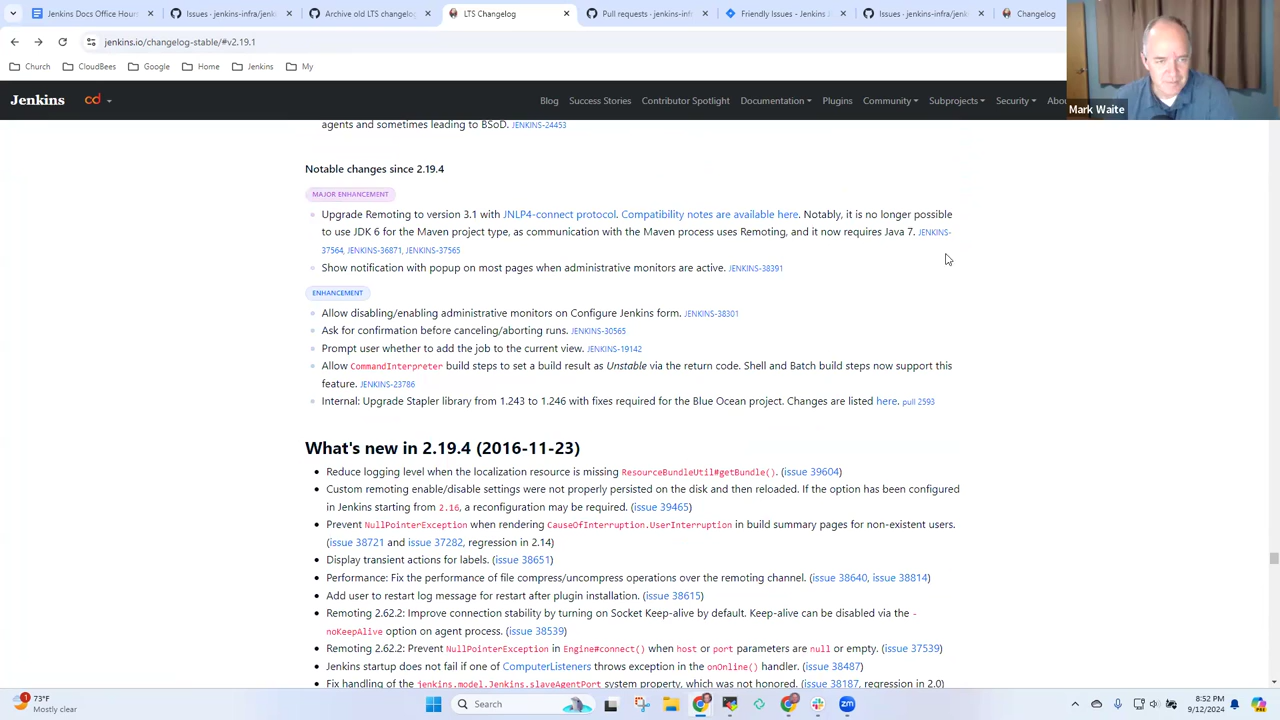 Jenkins Docs Office Hour
Issues · jenkins-infra/jenk
Archive old LTS changelog
LTS Changelog
Pull requests · jenkins-inf
Friendly Issues - Jenkins
Issues · jenkins-infra/jenk
Changelog
jenkins.io/changelog-stable/#v2.19.1
Church
CloudBees
Google
Home
Jenkins
My
Jenkins
cd
Blog
Success Stories
Contributor Spotlight
Documentation
Plugins
Community
Subprojects
Security
Abou
Mark Waite
agents and sometimes leading to BSoD. JENKINS-24453
Notable changes since 2.19.4
MAJOR ENHANCEMENT
Upgrade Remoting to version 3.1 with JNLP4-connect protocol. Compatibility notes are available here. Notably, it is no longer possible
to use JDK 6 for the Maven project type, as communication with the Maven process uses Remoting, and it now requires Java 7. JENKINS-
37564, JENKINS-36871, JENKINS-37565
Show notification with popup on most pages when administrative monitors are active. JENKINS-38391
ENHANCEMENT
Allow disabling/enabling administrative monitors on Configure Jenkins form. JENKINS-38301
Ask for confirmation before canceling/aborting runs. JENKINS-30565
Prompt user whether to add the job to the current view. JENKINS-19142
Allow CommandInterpreter build steps to set a build result as Unstable via the return code. Shell and Batch build steps now support this
feature. JENKINS-23786
Internal: Upgrade Stapler library from 1.243 to 1.246 with fixes required for the Blue Ocean project. Changes are listed here. pull 2593
What's new in 2.19.4 (2016-11-23)
Reduce logging level when the localization resource is missing ResourceBundleUtil#getBundle(). (issue 39604)
Custom remoting enable/disable settings were not properly persisted on the disk and then reloaded. If the option has been configured
in Jenkins starting from 2.16, a reconfiguration may be required. (issue 39465)
Prevent NullPointerException when rendering CauseOfInterruption.UserInterruption in build summary pages for non-existent users.
(issue 38721 and issue 37282, regression in 2.14)
Display transient actions for labels. (issue 38651)
Performance: Fix the performance of file compress/uncompress operations over the remoting channel. (issue 38640, issue 38814)
Add user to restart log message for restart after plugin installation. (issue 38615)
Remoting 2.62.2: Improve connection stability by turning on Socket Keep-alive by default. Keep-alive can be disabled via the -
noKeepAlive option on agent process. (issue 38539)
Remoting 2.62.2: Prevent NullPointerException in Engine#connect() when host or port parameters are null or empty. (issue 37539)
Jenkins startup does not fail if one of ComputerListeners throws exception in the onOnline() handler. (issue 38487)
Fix handling of the jenkins.model.Jenkins.slaveAgentPort system property, which was not honored. (issue 38187, regression in 2.0)
1
73°F
Mostly clear
Search
8:52 PM
9/12/2024